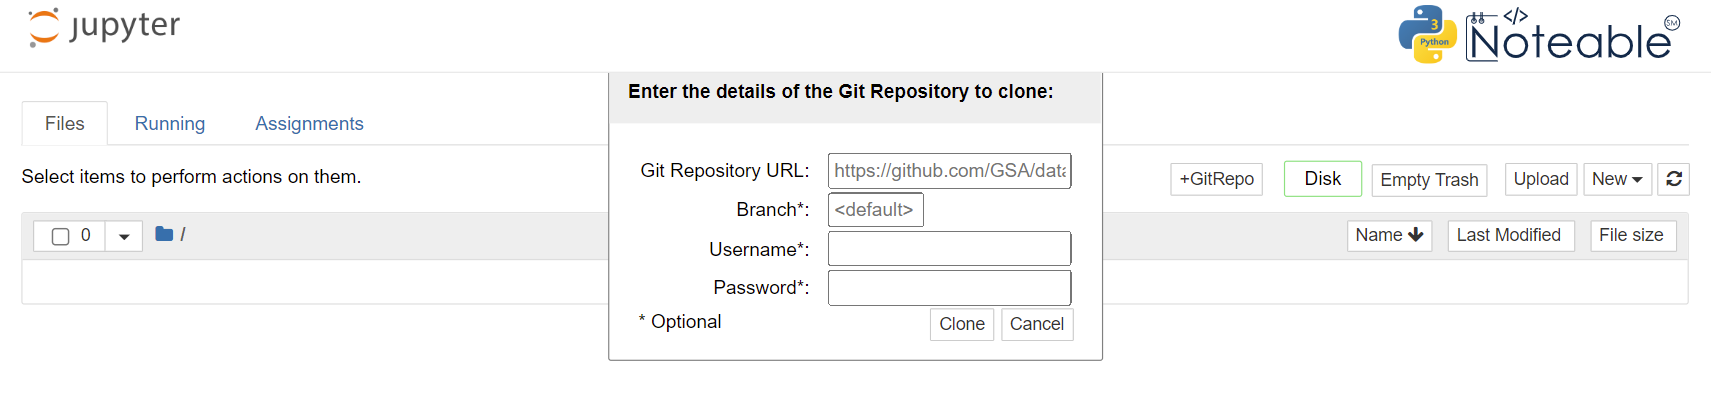 jupyter
3
Python
</>
Noteable
SM
Enter the details of the Git Repository to clone:
Files
Running
Assignments
Git Repository URL: https://github.com/GSA/data
Select items to perform actions on them.
+GitRepo
Disk
Empty Trash
Upload
New
Branch*: <default>
0
/
Name
Last Modified
File size
Username*:
Password*:
* Optional
Clone
Cancel